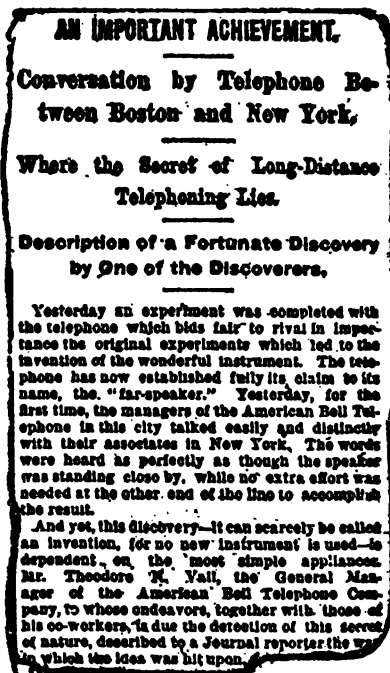 AN IMPORTANT ACHIEVEMENT.
Conversation by Telephone Be-
tween Boston and New York.
Where the Secret of Long-Distance
Telephoning Lies.
Description of a Fortunate Discovery
by One of the Discoverers.
Yesterday an experiment was completed with
the telephone which bids fair to rival in impor-
tance the original experiments which led to the
invention of the wonderful instrument. The tele-
phone has now established fully its claim to its
name, the "far-speaker." Yesterday, for the
first time, the managers of the American Bell Tel-
ephone in this city talked easily and distinctly
with their associates in New York. The words
were heard as perfectly as though the speaker
was standing close by, while no extra effort was
needed at the other end of the line to accomplish
the result.
And yet, this discovery—it can scarcely be called
an invention, for no new instrument is used—is
dependent on the most simple appliances.
Mr. Theodore N. Vail, the General Man-
ager of the American Bell Telephone Com-
pany, to whose endeavors, together with those of
his co-workers, is due the detection of this secret
of nature, described to a Journal reporter the way
in which the idea was hit upon.